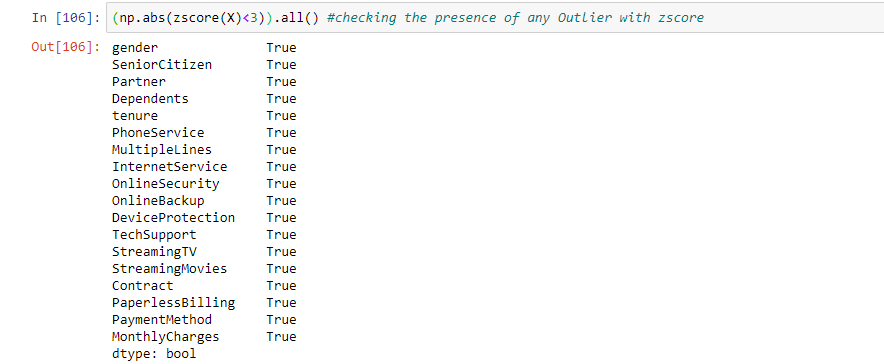 In [106]: (np.abs(zscore(X)<3)).all() #checking the presence of any Outlier with zscore
Out[106]: gender True
SeniorCitizen True
Partner True
Dependents True
tenure True
PhoneService True
MultipleLines True
InternetService True
OnlineSecurity True
OnlineBackup True
DeviceProtection True
TechSupport True
StreamingTV True
StreamingMovies True
Contract True
PaperlessBilling True
PaymentMethod True
MonthlyCharges True
dtype: bool